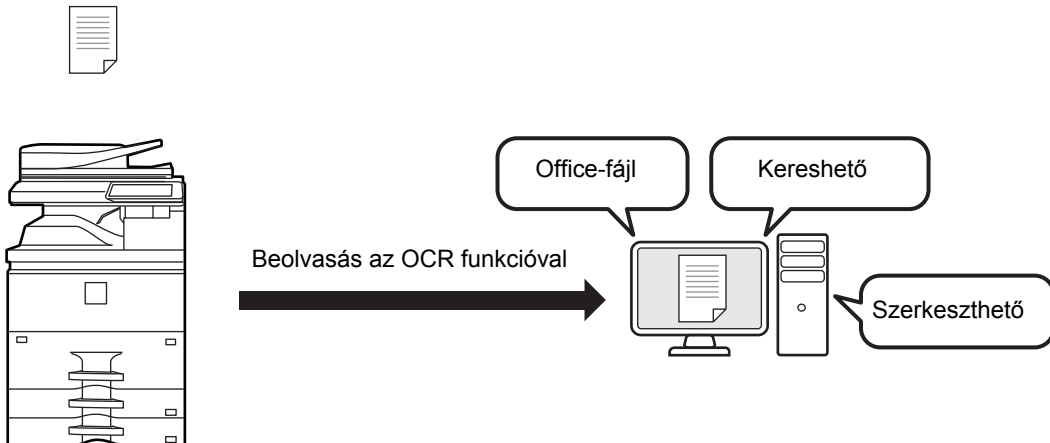 Office-fájl
Kereshető
Beolvasás az OCR funkcióval
Szerkeszthető